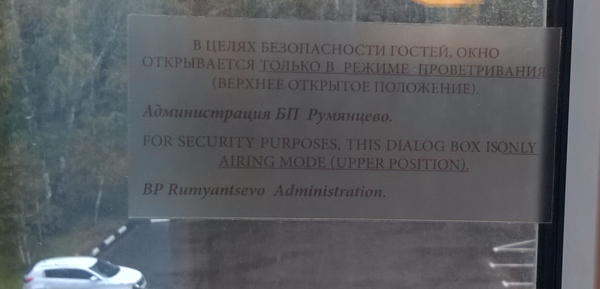 В ЦЕЛЯХ БЕЗОПАСНОСТИ ГОСТЕЙ, ОКНО
ОТКРЫВАЕТСЯ ТОЛЬКО В РЕЖИМЕ ПРОВЕТРИВАНИЯ
(ВЕРХНЕЕ ОТКРЫТОЕ ПОЛОЖЕНИЕ).
Администрация БП Румянцево.
FOR SECURITY PURPOSES, THIS DIALOG BOX ISONLY
AIRING MODE (UPPER POSITION).
BP Rumyantsevo Administration.